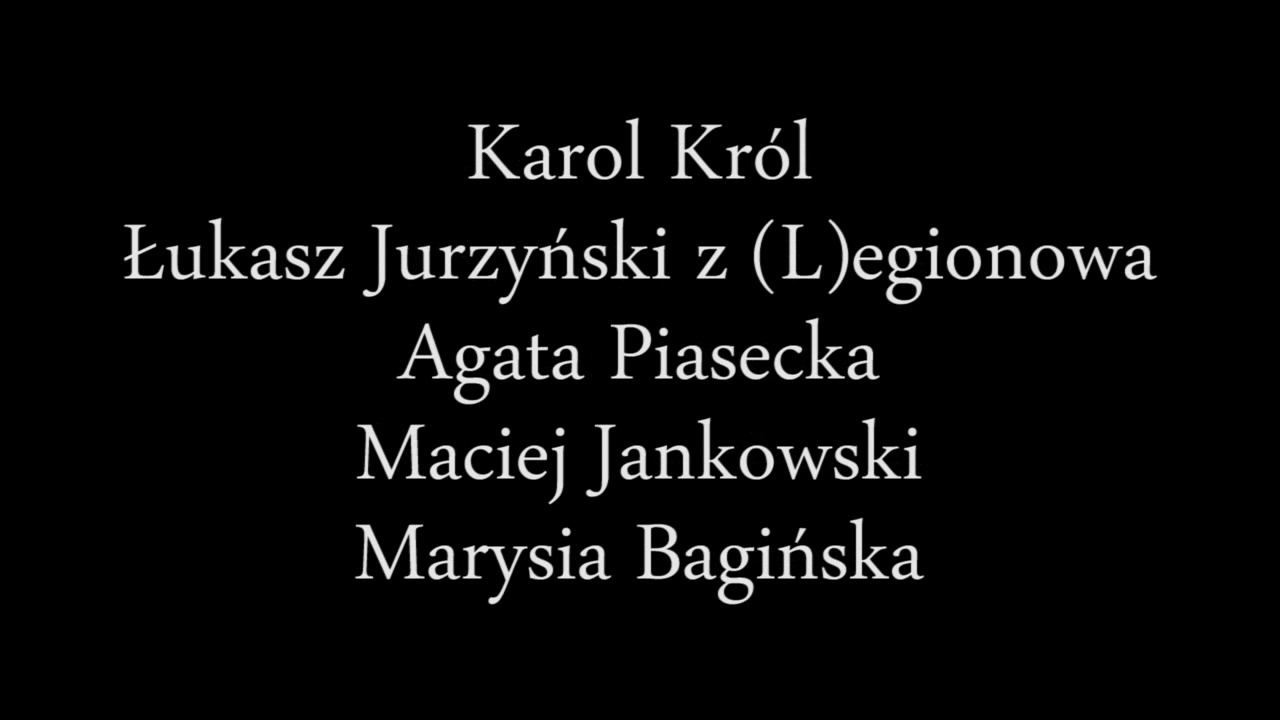 Karol Król
Łukasz Jurzyński z (L)egionowa
Agata Piasecka
Maciej Jankowski
Marysia Bagińska